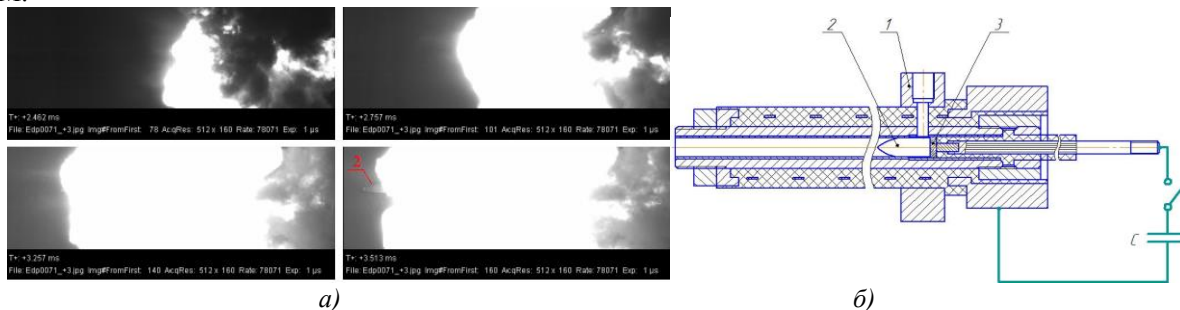 T+: +2.462 ms
File: Edp0071_+3.jpg Img#FromFirst: 78 AcqRes: 512 x 160 Rate: 78071 Exp: 1 µs
T+: +2.757 ms
File: Edp0071_+3.jpg Img#FromFirst: 101 AcqRes: 512 x 160 Rate: 78071 Exp: 1 µs
T+: +3.257 ms
File: Edp0071_+3.jpg Img#FromFirst: 140 AcqRes: 512 x 160 Rate: 78071 Exp: 1 µs
2
T+: +3.513 ms
File: Edp0071_+3.jpg Img#FromFirst: 160 AcqRes: 512 x 160 Rate: 78071 Exp: 1 µs
а)
2 1 3
C
б)